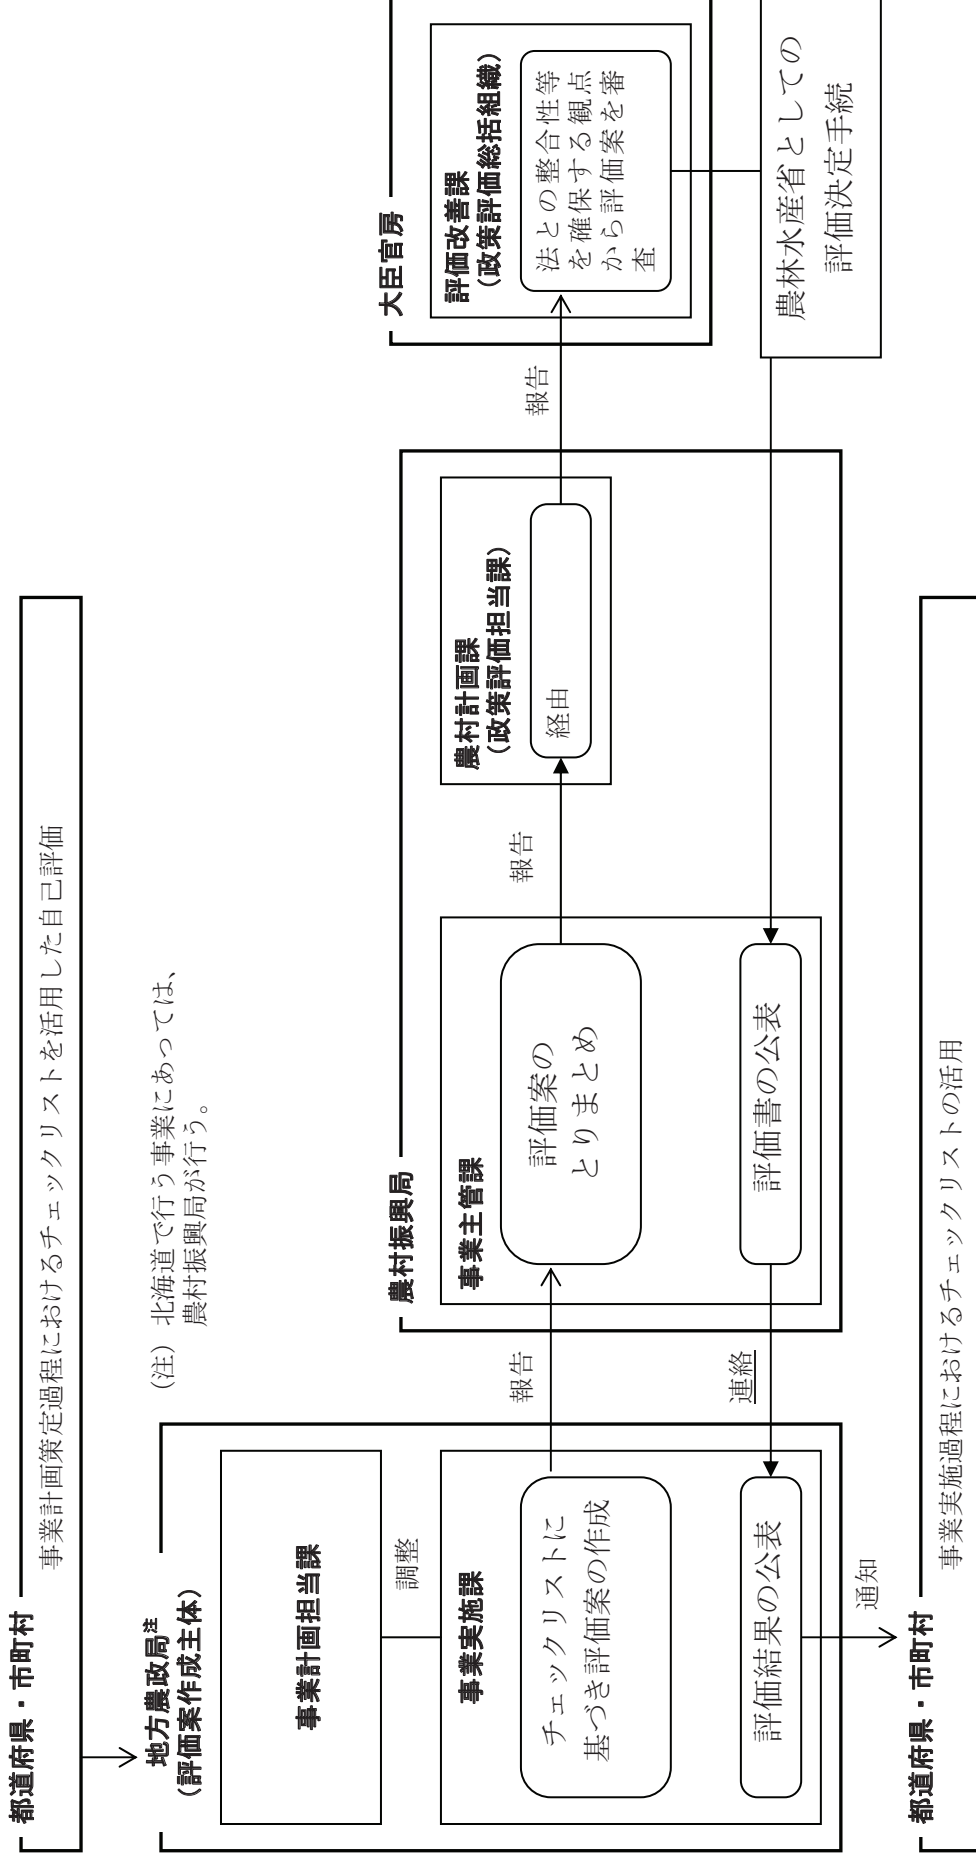 都道府県・市町村
事業計画策定過程におけるチェックリストを活用した自己評価
地方農政局注
（評価案作成主体）
（注） 北海道で行う事業にあっては、
農村振興局が行う。
事業計画担当課
調整
事業実施課
チェックリストに
基づき評価案の作成
評価結果の公表
通知
報告
連絡
農村振興局
事業主管課
評価案の
とりまとめ
評価書の公表
報告
農村計画課
（政策評価担当課）
経由
報告
大臣官房
評価改善課
（政策評価総括組織）
法との整合性等
を確保する観点
から評価案を審
査
農林水産省としての
評価決定手続
都道府県・市町村
事業実施過程におけるチェックリストの活用